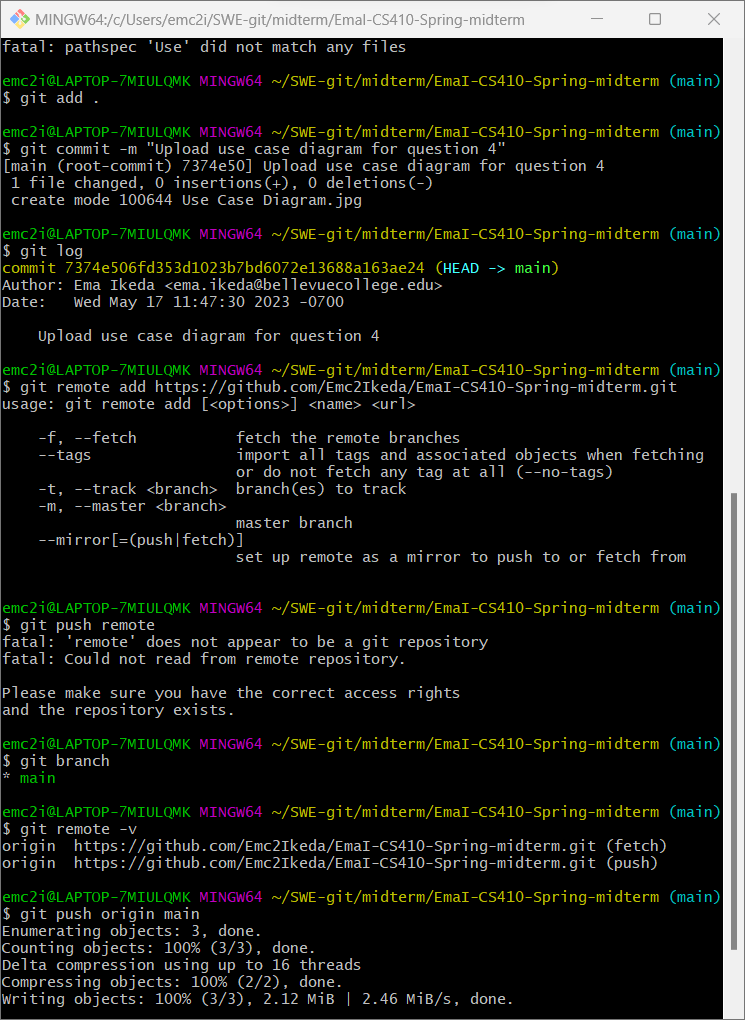 MINGW64:/c/Users/emc2i/SWE-git/midterm/EmaI-CS410-Spring-midterm
fatal: pathspec 'Use' did not match any files
emc2i@LAPTOP-7MIULQMK MINGW64 ~/SWE-git/midterm/EmaI-CS410-Spring-midterm (main)
$ git add .
emc2i@LAPTOP-7MIULQMK MINGW64 ~/SWE-git/midterm/EmaI-CS410-Spring-midterm (main)
$ git commit -m "Upload use case diagram for question 4"
[main (root-commit) 7374e50] Upload use case diagram for question 4
 1 file changed, 0 insertions(+), 0 deletions(-)
 create mode 100644 Use Case Diagram.jpg
emc2i@LAPTOP-7MIULQMK MINGW64 ~/SWE-git/midterm/EmaI-CS410-Spring-midterm (main)
$ git log
commit 7374e506fd353d1023b7bd6072e13688a163ae24 (HEAD -> main)
Author: Ema Ikeda <ema.ikeda@bellevuecollege.edu>
Date:   Wed May 17 11:47:30 2023 -0700
    Upload use case diagram for question 4
emc2i@LAPTOP-7MIULQMK MINGW64 ~/SWE-git/midterm/EmaI-CS410-Spring-midterm (main)
$ git remote add https://github.com/Emc2Ikeda/EmaI-CS410-Spring-midterm.git
usage: git remote add [<options>] <name> <url>
    -f, --fetch           fetch the remote branches
    --tags                import all tags and associated objects when fetching
                          or do not fetch any tag at all (--no-tags)
    -t, --track <branch>  branch(es) to track
    -m, --master <branch>
                          master branch
    --mirror[=(push|fetch)]
                          set up remote as a mirror to push to or fetch from
emc2i@LAPTOP-7MIULQMK MINGW64 ~/SWE-git/midterm/EmaI-CS410-Spring-midterm (main)
$ git push remote
fatal: 'remote' does not appear to be a git repository
fatal: Could not read from remote repository.
Please make sure you have the correct access rights
and the repository exists.
emc2i@LAPTOP-7MIULQMK MINGW64 ~/SWE-git/midterm/EmaI-CS410-Spring-midterm (main)
$ git branch
* main
emc2i@LAPTOP-7MIULQMK MINGW64 ~/SWE-git/midterm/EmaI-CS410-Spring-midterm (main)
$ git remote -v
origin  https://github.com/Emc2Ikeda/EmaI-CS410-Spring-midterm.git (fetch)
origin  https://github.com/Emc2Ikeda/EmaI-CS410-Spring-midterm.git (push)
emc2i@LAPTOP-7MIULQMK MINGW64 ~/SWE-git/midterm/EmaI-CS410-Spring-midterm (main)
$ git push origin main
Enumerating objects: 3, done.
Counting objects: 100% (3/3), done.
Delta compression using up to 16 threads
Compressing objects: 100% (2/2), done.
Writing objects: 100% (3/3), 2.12 MiB | 2.46 MiB/s, done.